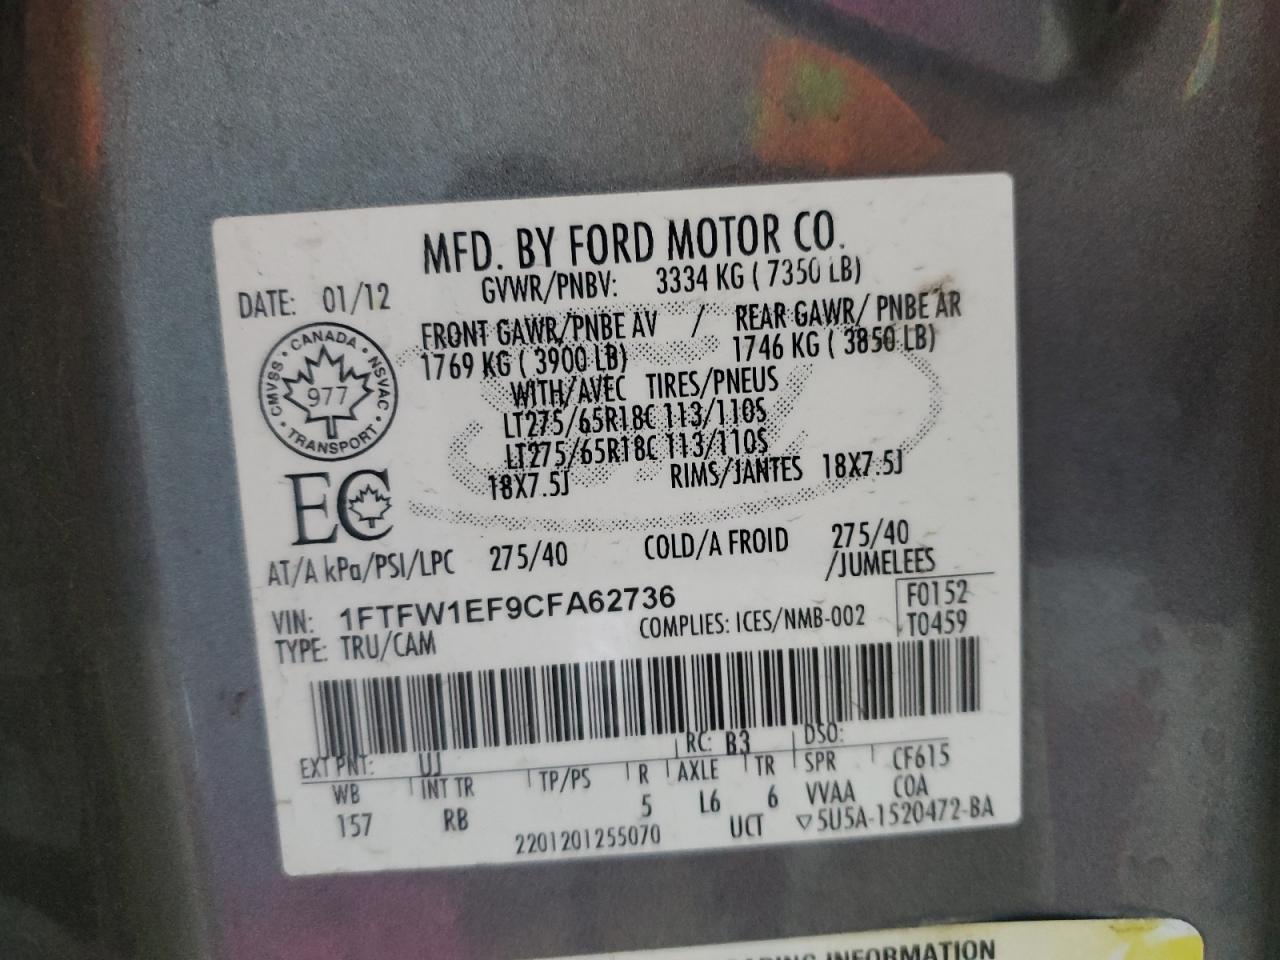 MFD. BY FORD MOTOR CO.
DATE: 01/12
GVWR/PNBV: 3334 KG ( 7350 LB)
FRONT GAWR/PNBE AV / REAR GAWR/ PNBE AR
1769 KG ( 3900 LB) 1746 KG ( 3850 LB)
WITH/AVEC TIRES/PNEUS
LT275/65R18C 113/110S
LT275/65R18C 113/110S
18X7.5J RIMS/JANTES 18X7.5J
CANADA
CMVSS 977 NSVAC
TRANSPORT
EC
AT/A kPa/PSI/LPC 275/40 COLD/A FROID 275/40
/JUMELEES
VIN: 1FTFW1EF9CFA62736 F0152
TYPE: TRU/CAM COMPLIES: ICES/NMB-002 T0459
EXT PNT: UJ RC: B3 DSO:
WB INT TR TP/PS R AXLE TR SPR CF615
157 RB 5 L6 6 VVAA COA
2201201255070 UCT ▽5U5A-1520472-BA
INFORMATION